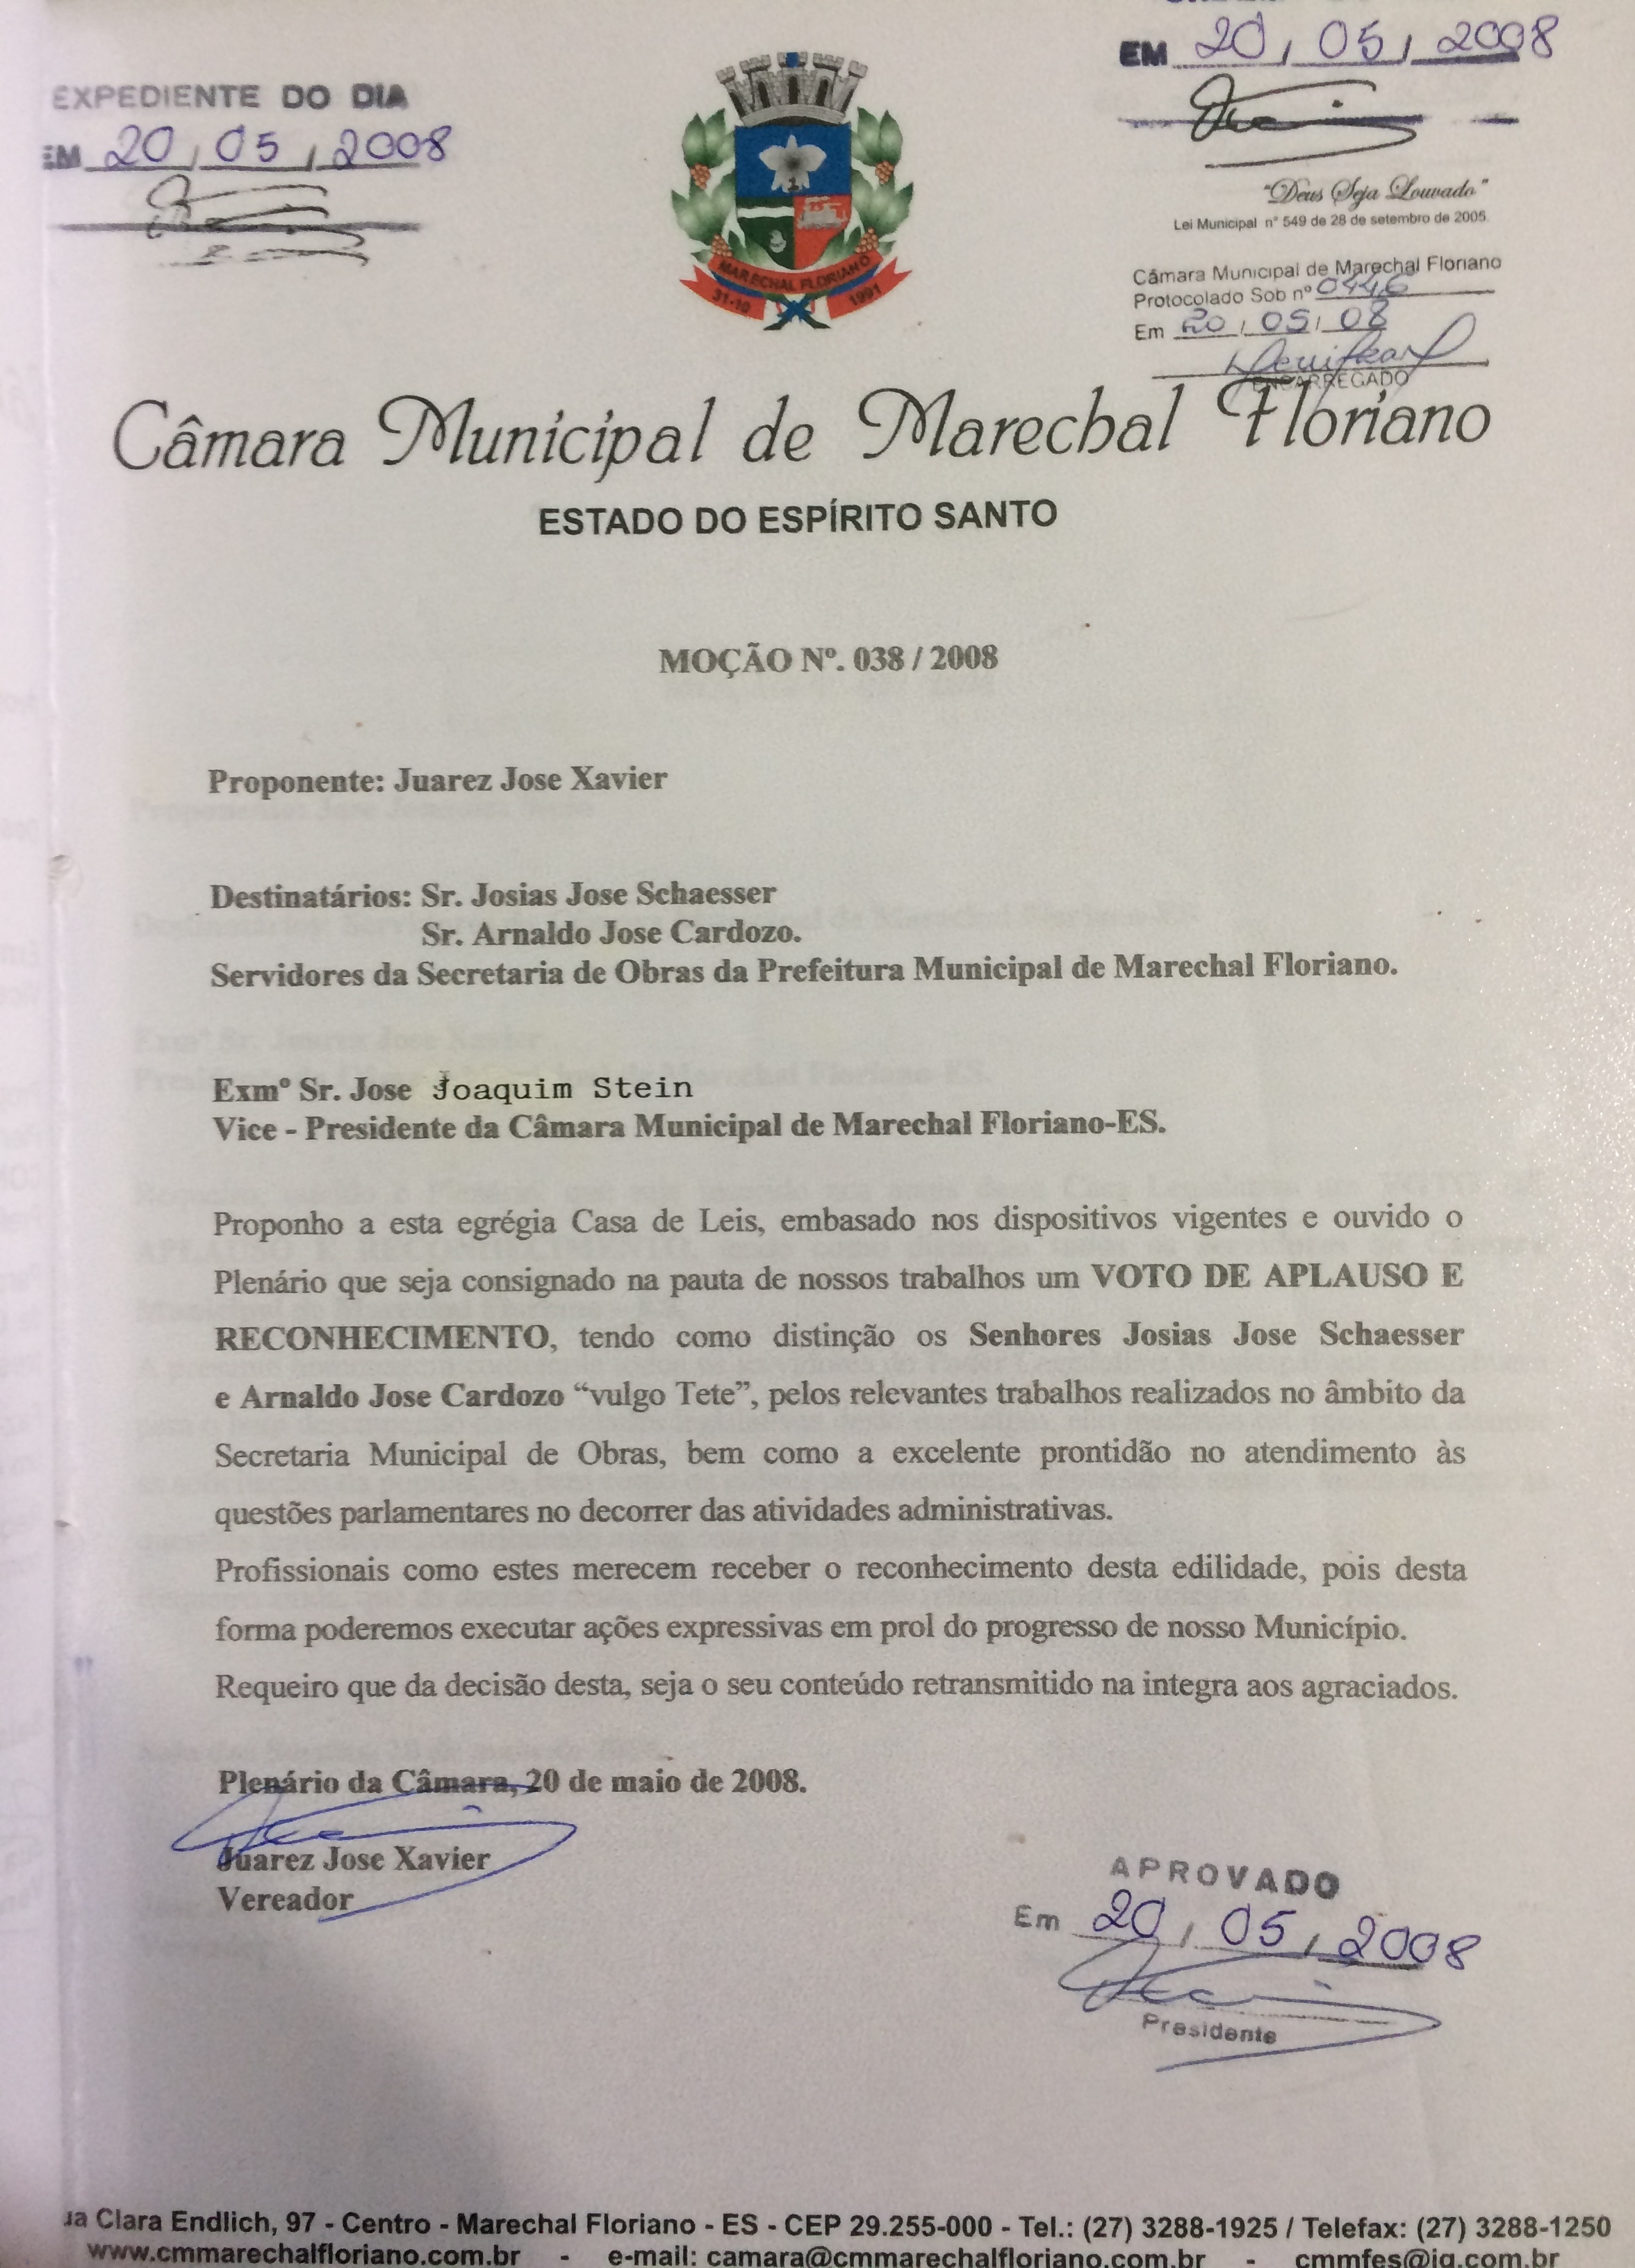 EXPEDIENTE DO DIA
EM 20 / 05 / 2008
EM 20 / 05 / 2008
"Deus Seja Louvado"
Lei Municipal nº 549 de 28 de setembro de 2005.
Câmara Municipal de Marechal Floriano
Protocolado Sob nº 0446
Em 20 / 05 / 08
ENCARREGADO
MARECHAL FLORIANO
31-10 1991
Câmara Municipal de Marechal Floriano
ESTADO DO ESPÍRITO SANTO
MOÇÃO Nº. 038 / 2008
Proponente: Juarez Jose Xavier
Destinatários: Sr. Josias Jose Schaesser
Sr. Arnaldo Jose Cardozo.
Servidores da Secretaria de Obras da Prefeitura Municipal de Marechal Floriano.
Exmº Sr. Jose Joaquim Stein
Vice - Presidente da Câmara Municipal de Marechal Floriano-ES.
Proponho a esta egrégia Casa de Leis, embasado nos dispositivos vigentes e ouvido o
Plenário que seja consignado na pauta de nossos trabalhos um VOTO DE APLAUSO E
RECONHECIMENTO, tendo como distinção os Senhores Josias Jose Schaesser
e Arnaldo Jose Cardozo “vulgo Tete”, pelos relevantes trabalhos realizados no âmbito da
Secretaria Municipal de Obras, bem como a excelente prontidão no atendimento às
questões parlamentares no decorrer das atividades administrativas.
Profissionais como estes merecem receber o reconhecimento desta edilidade, pois desta
forma poderemos executar ações expressivas em prol do progresso de nosso Município.
Requeiro que da decisão desta, seja o seu conteúdo retransmitido na integra aos agraciados.
Plenário da Câmara, 20 de maio de 2008.
Juarez Jose Xavier
Vereador
APROVADO
Em 20 / 05 / 2008
Presidente
ua Clara Endlich, 97 - Centro - Marechal Floriano - ES - CEP 29.255-000 - Tel.: (27) 3288-1925 / Telefax: (27) 3288-1250
www.cmmarechalfloriano.com.br - e-mail: camara@cmmarechalfloriano.com.br - cmmfes@ig.com.br